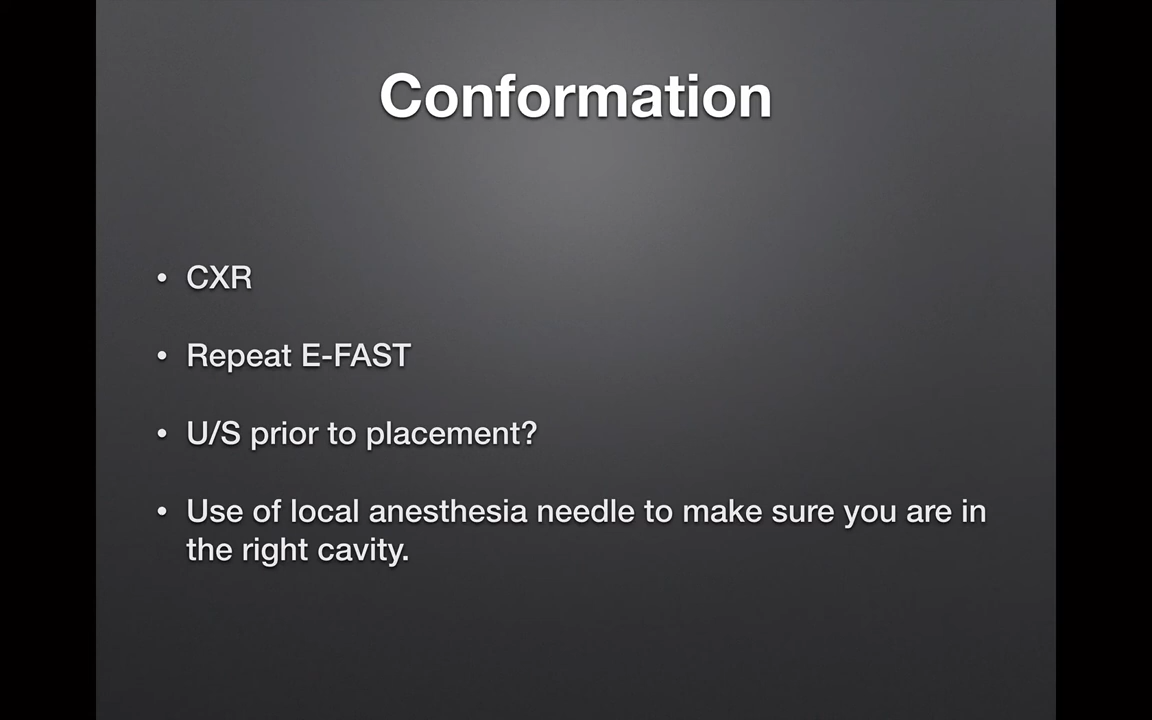 Conformation
• CXR
• Repeat E-FAST
• U/S prior to placement?
• Use of local anesthesia needle to make sure you are in
the right cavity.